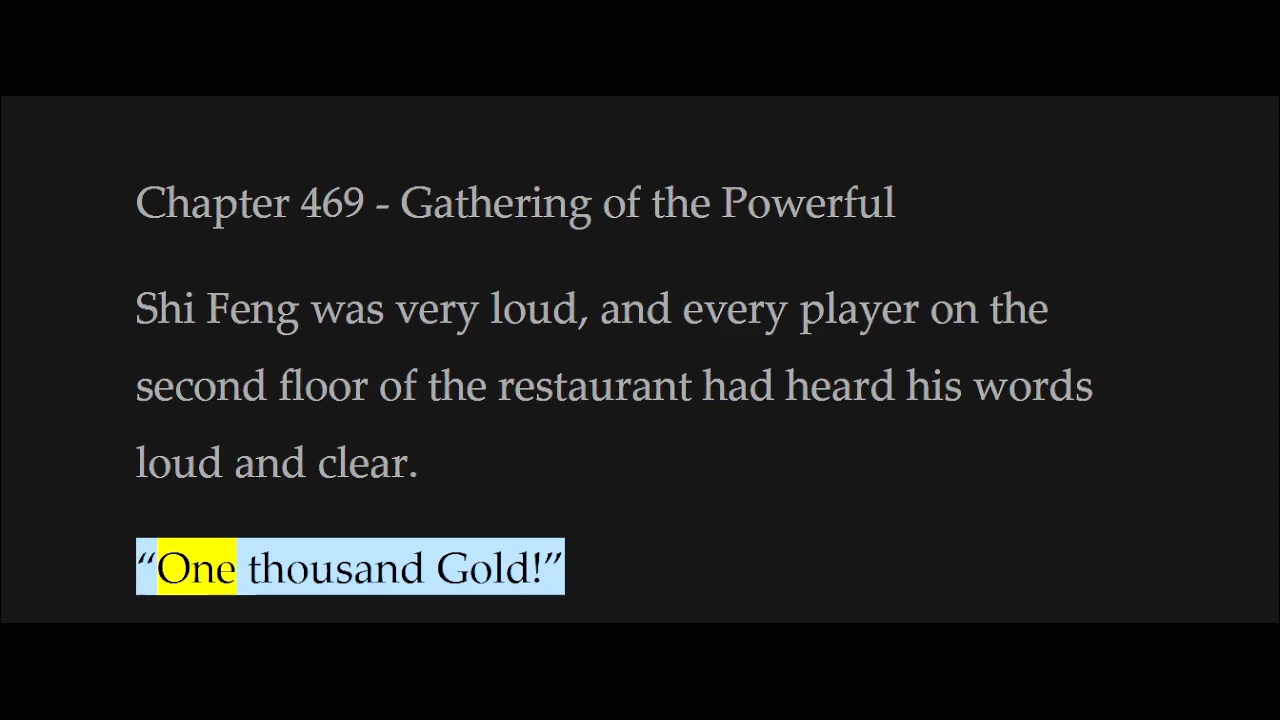 Chapter 469 - Gathering of the Powerful
Shi Feng was very loud, and every player on the
second floor of the restaurant had heard his words
loud and clear.
“One thousand Gold!”